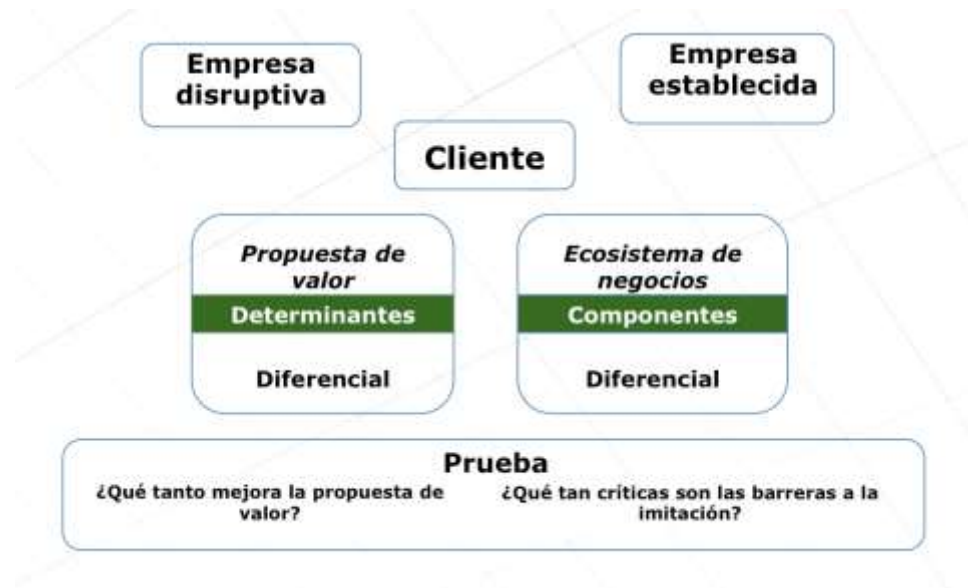 Empresa
disruptiva
Empresa
establecida
Cliente
Propuesta de
valor
Determinantes
Diferencial
Ecosistema de
negocios
Componentes
Diferencial
Prueba
¿Qué tanto mejora la propuesta de
valor?
¿Qué tan críticas son las barreras a la
imitación?